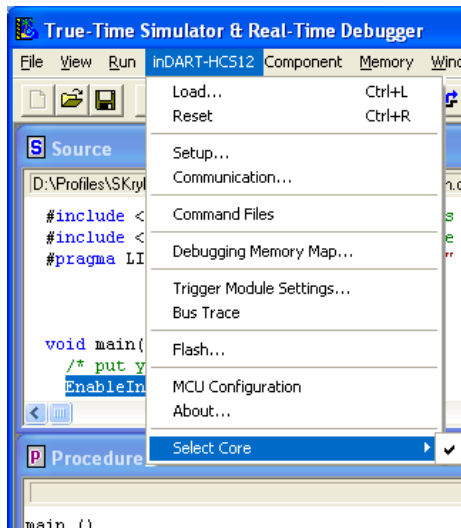 True-Time Simulator & Real-Time Debugger
File View Run inDART-HCS12 Component Memory
Load... Ctrl+L
Reset Ctrl+R
Setup...
Communication...
Command Files
Debugging Memory Map...
Trigger Module Settings...
Bus Trace
Flash...
MCU Configuration
About...
Select Core
S Source
D:\Profiles\SKryl
#include <
#include <
#pragma LI
void main(
/* put y
EnableIn
P Procedure
main ()